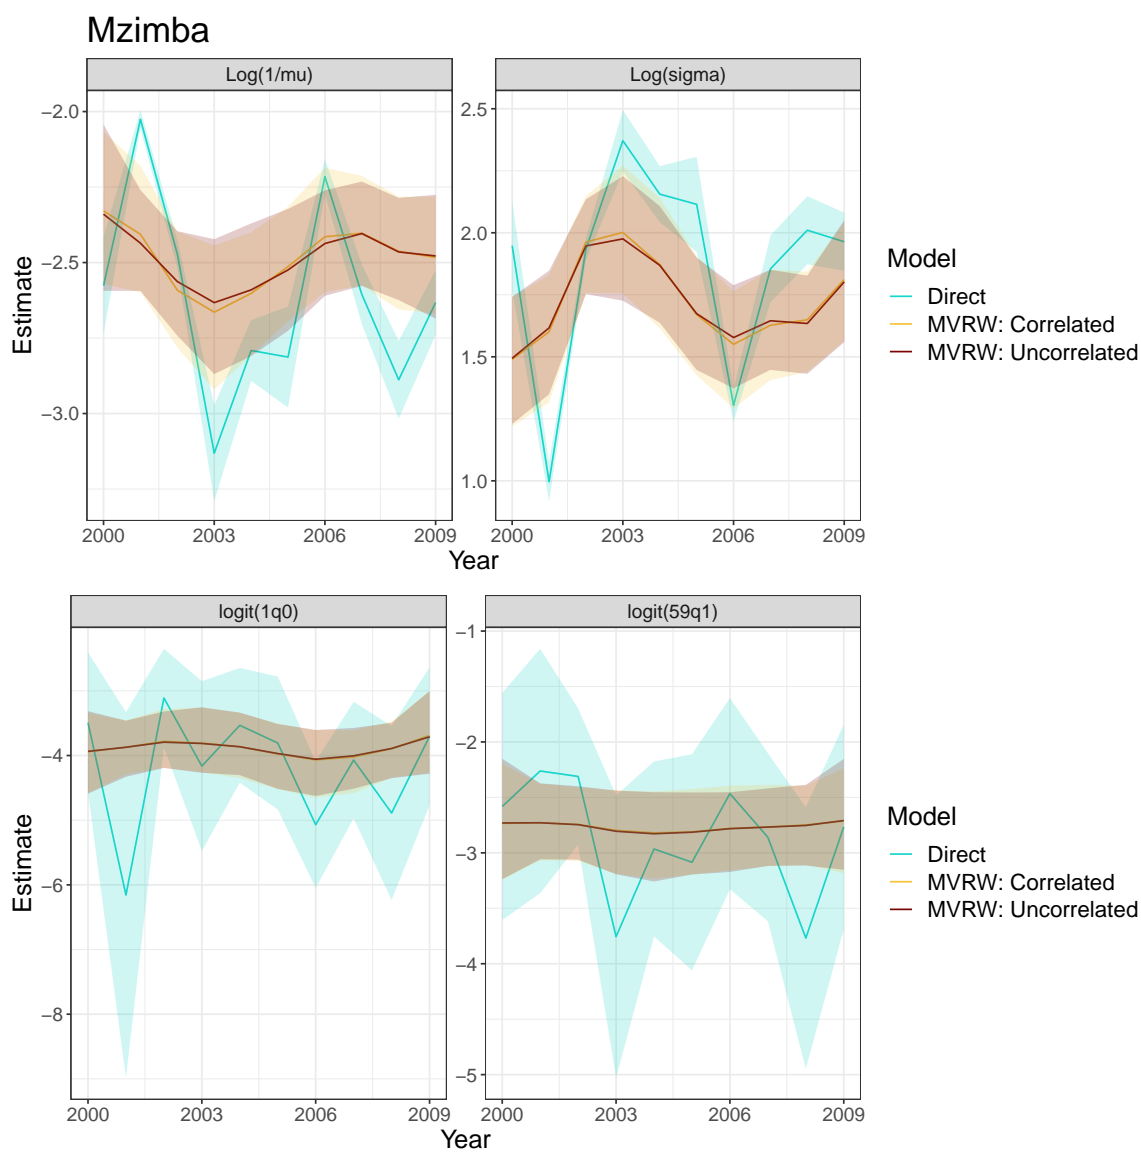 Mzimba
Log(1/mu)
Log(sigma)
−2.0
−2.5
−3.0
2.5
2.0
1.5
1.0
Estimate
2000
2003
2006
2009
2000
2003
2006
2009
Year
Model
Direct
MVRW: Correlated
MVRW: Uncorrelated
logit(1q0)
logit(59q1)
−4
−6
−8
−1
−2
−3
−4
−5
Estimate
2000
2003
2006
2009
2000
2003
2006
2009
Year
Model
Direct
MVRW: Correlated
MVRW: Uncorrelated